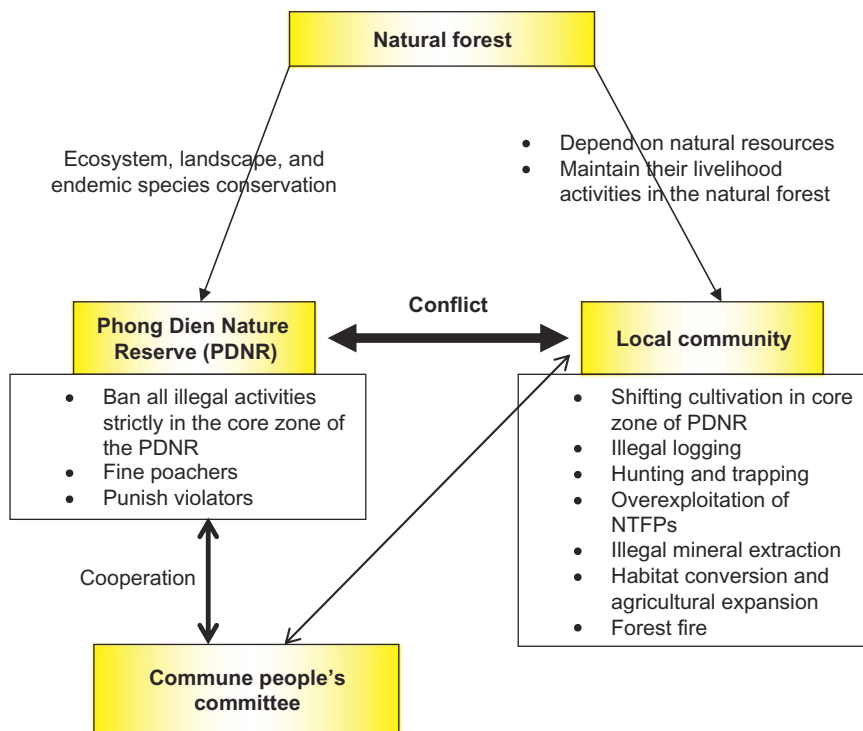 Natural forest
Ecosystem, landscape, and
endemic species conservation
• Depend on natural resources
• Maintain their livelihood
activities in the natural forest
Phong Dien Nature
Reserve (PDNR)
Conflict
Local community
• Ban all illegal activities
strictly in the core zone of
the PDNR
• Fine poachers
• Punish violators
• Shifting cultivation in core
zone of PDNR
• Illegal logging
• Hunting and trapping
• Overexploitation of
NTFPs
• Illegal mineral extraction
• Habitat conversion and
agricultural expansion
• Forest fire
Cooperation
Commune people’s
committee